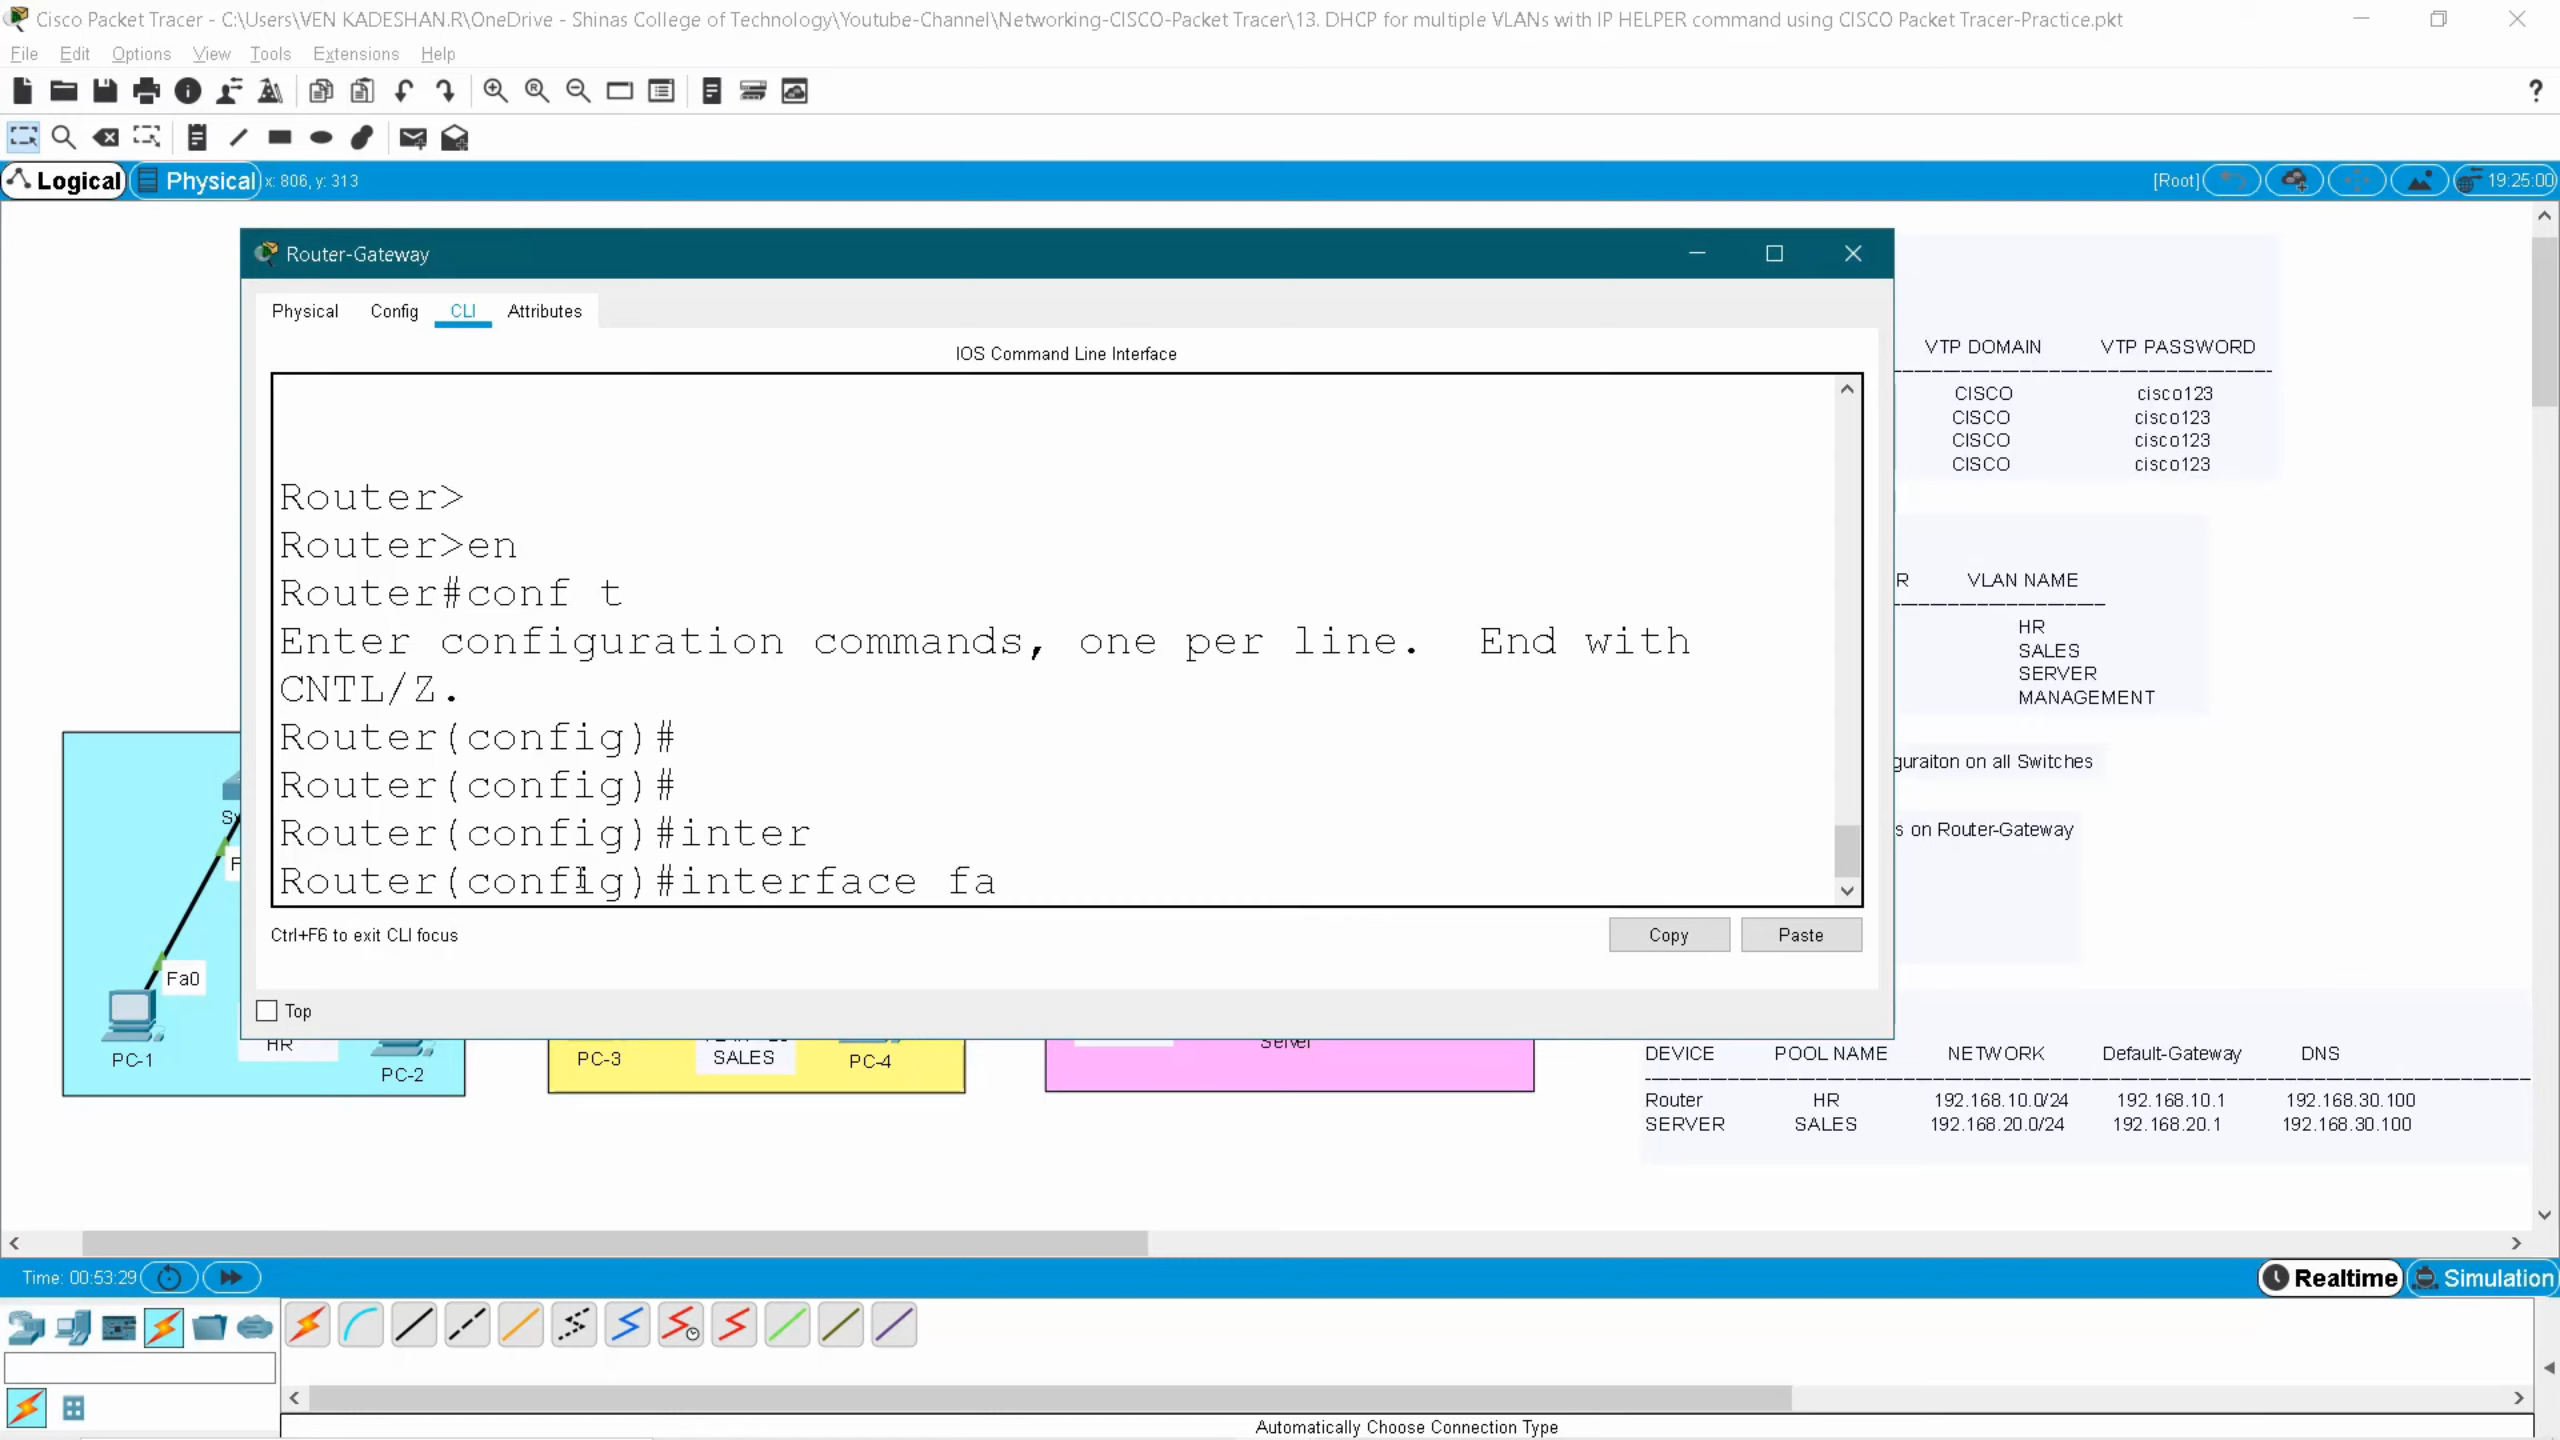 Cisco Packet Tracer - C:\Users\VEN KADESHAN.R\OneDrive - Shinas College of Technology\Youtube-Channel\Networking-CISCO-Packet Tracer\13. DHCP for multiple VLANs with IP HELPER command using CISCO Packet Tracer-Practice.pkt
File Edit Options View Tools Extensions Help
Logical Physical x: 806, y: 313 [Root] 19:25:00
Router-Gateway
Physical Config CLI Attributes
IOS Command Line Interface
Router>
Router>en
Router#conf t
Enter configuration commands, one per line. End with
CNTL/Z.
Router(config)#
Router(config)#
Router(config)#inter
Router(config)#interface fa
Ctrl+F6 to exit CLI focus
Copy Paste
Top
VTP DOMAIN VTP PASSWORD
CISCO cisco123
CISCO cisco123
CISCO cisco123
CISCO cisco123
R VLAN NAME
HR
SALES
SERVER
MANAGEMENT
guraiton on all Switches
s on Router-Gateway
Fa0
PC-1
HR
PC-2
PC-3
SALES
PC-4
Server
DEVICE POOL NAME NETWORK Default-Gateway DNS
Router HR 192.168.10.0/24 192.168.10.1 192.168.30.100
SERVER SALES 192.168.20.0/24 192.168.20.1 192.168.30.100
Time: 00:53:29 Realtime Simulation
Automatically Choose Connection Type